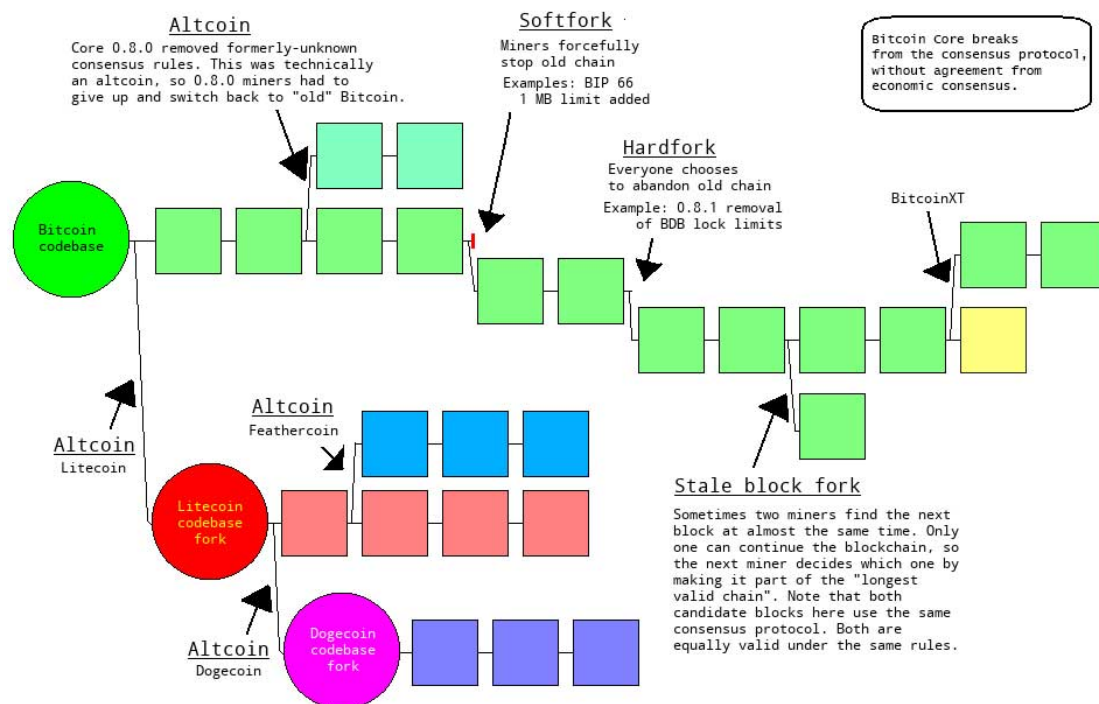 Altcoin
Core 0.8.0 removed formerly-unknown
consensus rules. This was technically
an altcoin, so 0.8.0 miners had to
give up and switch back to "old" Bitcoin.
Softfork
Miners forcefully
stop old chain
Examples: BIP 66
1 MB limit added
Bitcoin Core breaks
from the consensus protocol,
without agreement from
economic consensus.
Hardfork
Everyone chooses
to abandon old chain
Example: 0.8.1 removal
of BDB lock limits
BitcoinXT
Bitcoin
codebase
Altcoin
Litecoin
Altcoin
Feathercoin
Litecoin
codebase
fork
Stale block fork
Sometimes two miners find the next
block at almost the same time. Only
one can continue the blockchain, so
the next miner decides which one by
making it part of the "longest
valid chain". Note that both
candidate blocks here use the same
consensus protocol. Both are
equally valid under the same rules.
Altcoin
Dogecoin
Dogecoin
codebase
fork